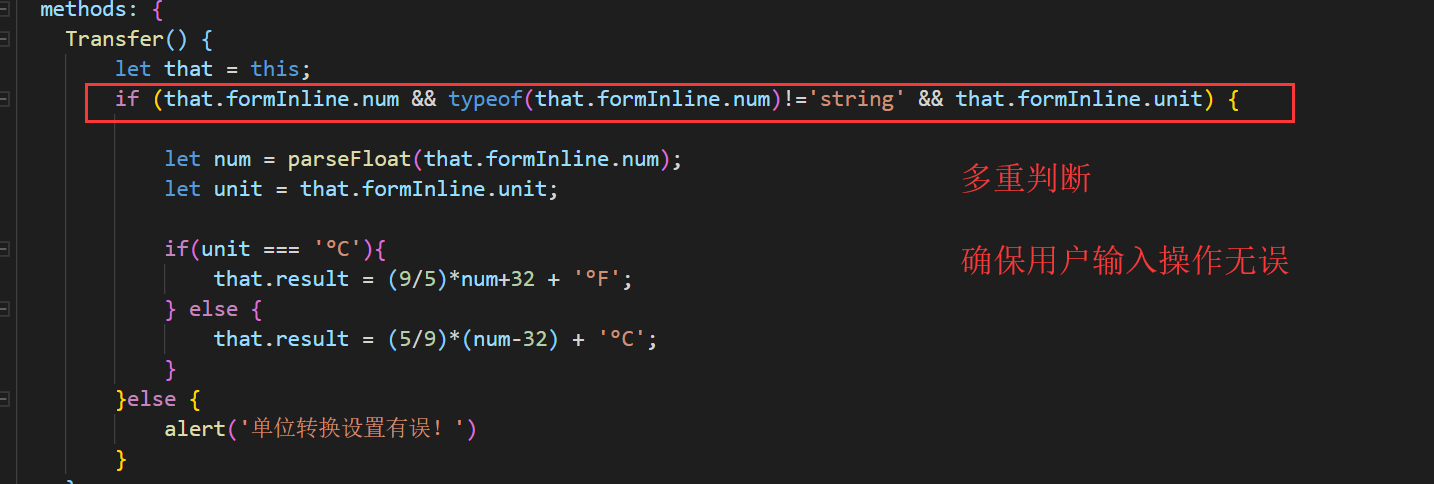 methods: {
Transfer() {
let that = this;
if (that.formInline.num && typeof(that.formInline.num)!='string' && that.formInline.unit) {
let num = parseFloat(that.formInline.num);
let unit = that.formInline.unit;
多重判断
if(unit === '°C'){
确保用户输入操作无误
that.result = (9/5)*num+32 + '°F';
} else {
that.result = (5/9)*(num-32) + '°C';
}
}else {
alert('单位转换设置有误！')
}